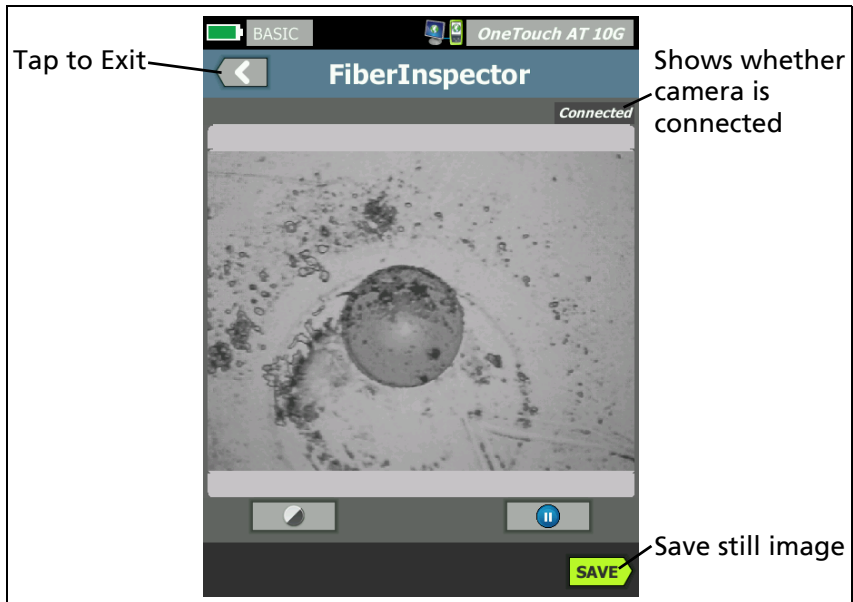 BASIC
OneTouch AT 10G
Tap to Exit
FiberInspector
Shows whether
camera is
connected
Connected
Save still image
SAVE